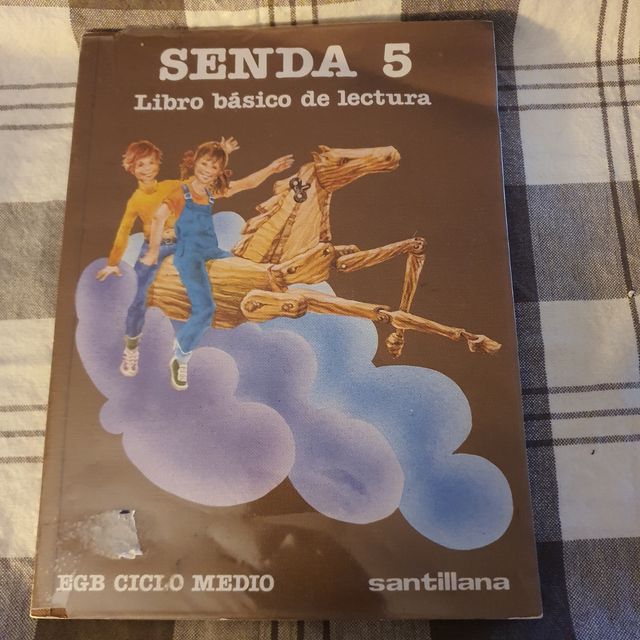 SENDA 5
Libro básico de lectura
EGB CICLO MEDIO
santillana